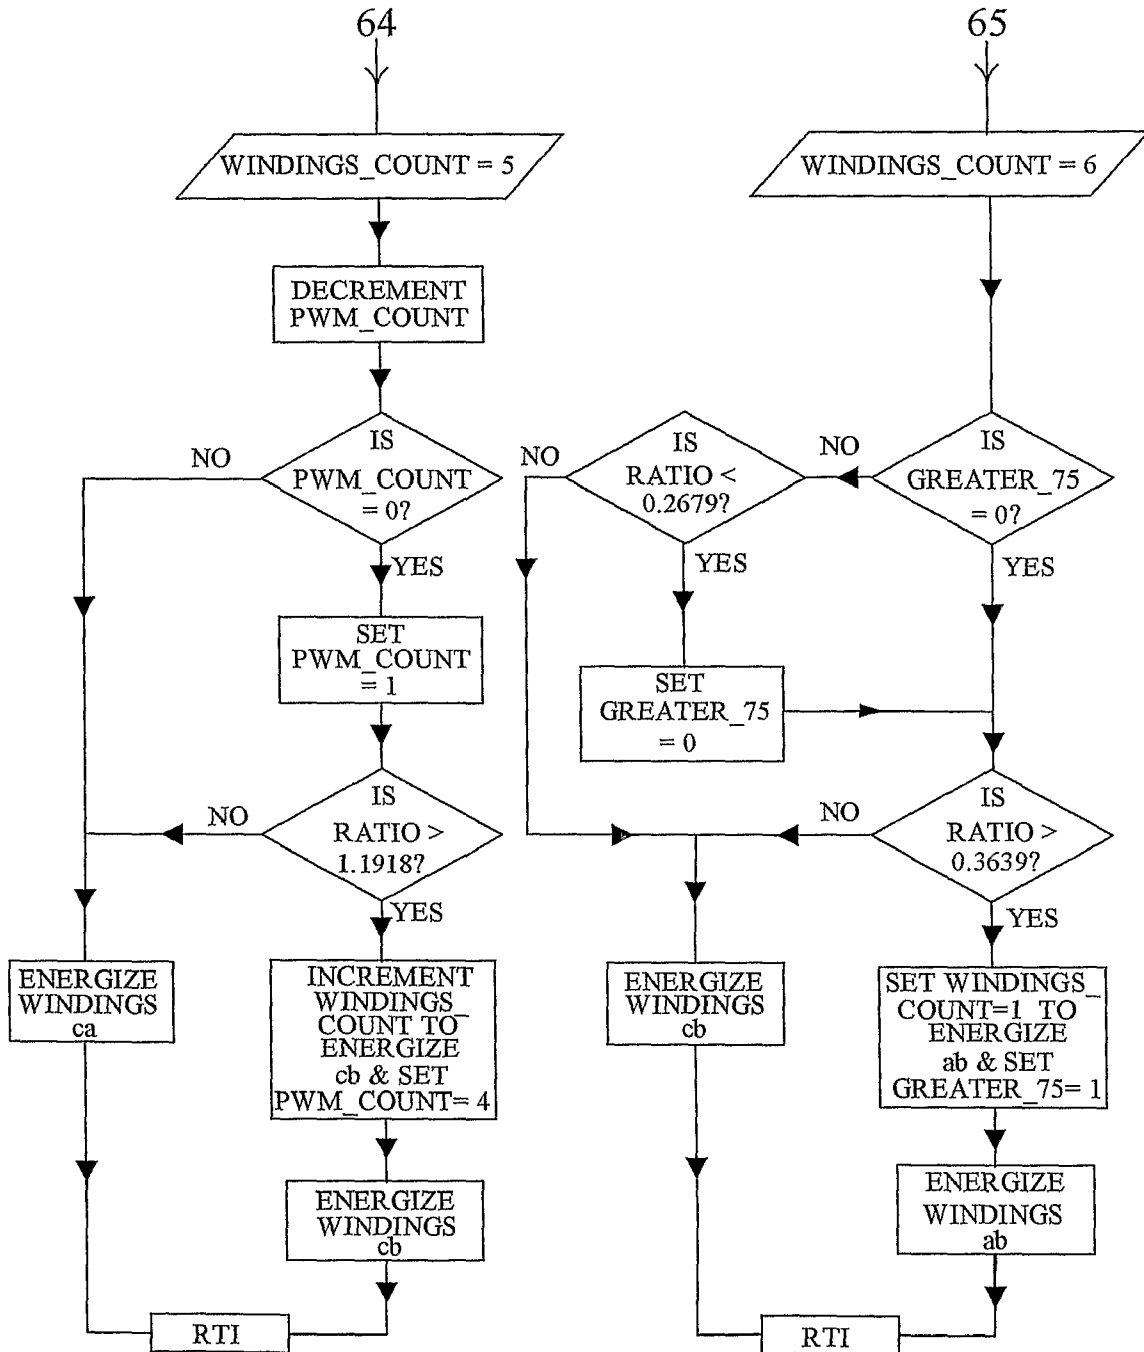 64
WINDINGS_COUNT = 5
DECREMENT
PWM_COUNT
IS
PWM_COUNT
= 0?
NO
YES
SET
PWM_COUNT
= 1
IS
RATIO >
1.1918?
NO
YES
ENERGIZE
WINDINGS
ca
INCREMENT
WINDINGS_
COUNT TO
ENERGIZE
cb & SET
PWM_COUNT= 4
ENERGIZE
WINDINGS
cb
RTI
65
WINDINGS_COUNT = 6
IS
GREATER_75
= 0?
NO
YES
IS
RATIO <
0.2679?
NO
YES
SET
GREATER_75
= 0
IS
RATIO >
0.3639?
NO
YES
ENERGIZE
WINDINGS
cb
SET WINDINGS_
COUNT=1 TO
ENERGIZE
ab & SET
GREATER_75= 1
ENERGIZE
WINDINGS
ab
RTI